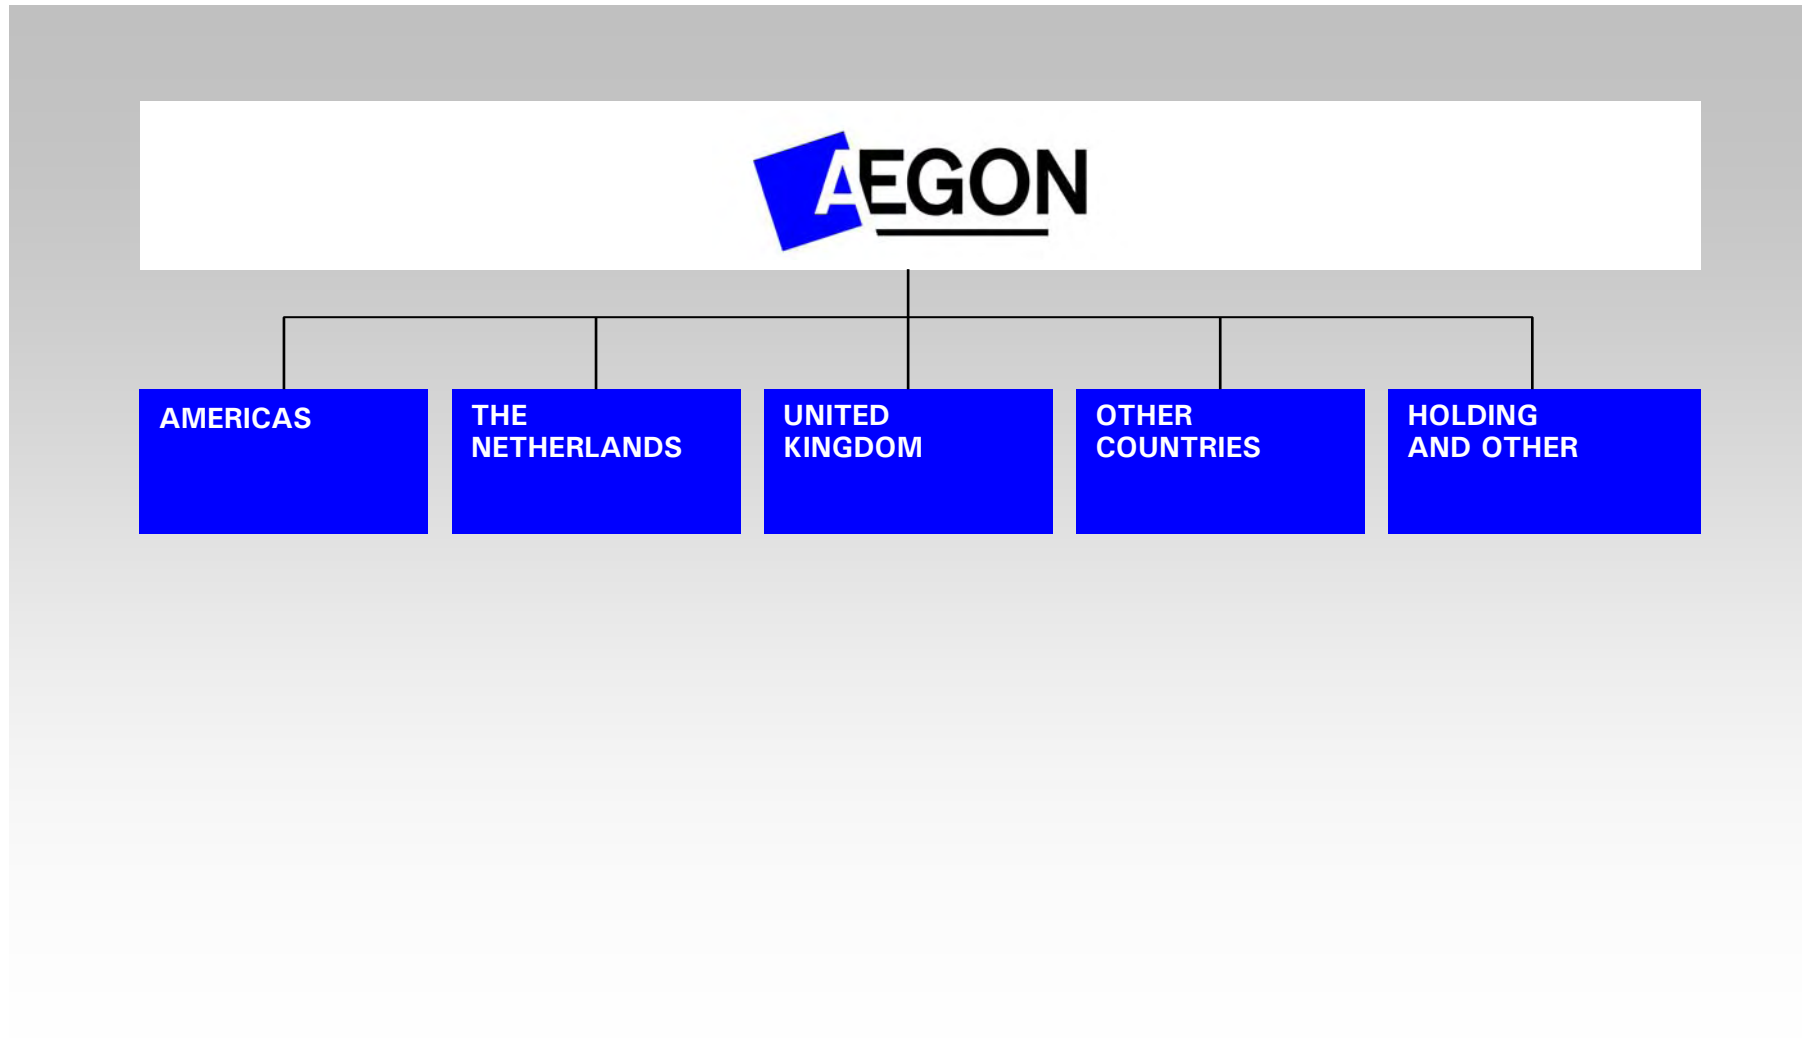 AEGON
AMERICAS
THE
NETHERLANDS
UNITED
KINGDOM
OTHER
COUNTRIES
HOLDING
AND OTHER